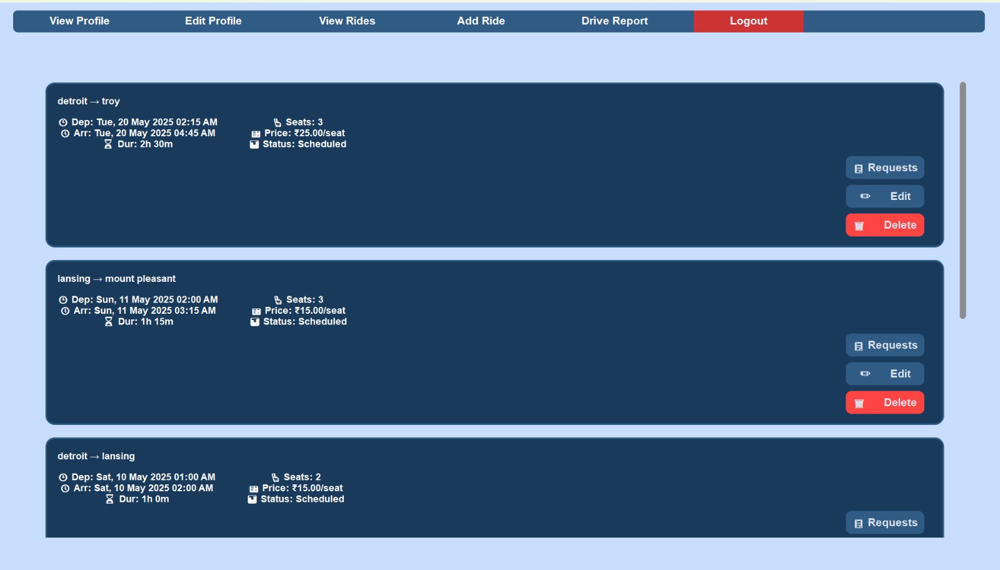 View Profile Edit Profile View Rides Add Ride Drive Report Logout
detroit → troy
Dep: Tue, 20 May 2025 02:15 AM
Arr: Tue, 20 May 2025 04:45 AM
Dur: 2h 30m
Seats: 3
Price: ₹25.00/seat
Status: Scheduled
Requests
Edit
Delete
lansing → mount pleasant
Dep: Sun, 11 May 2025 02:00 AM
Arr: Sun, 11 May 2025 03:15 AM
Dur: 1h 15m
Seats: 3
Price: ₹15.00/seat
Status: Scheduled
Requests
Edit
Delete
detroit → lansing
Dep: Sat, 10 May 2025 01:00 AM
Arr: Sat, 10 May 2025 02:00 AM
Dur: 1h 0m
Seats: 2
Price: ₹15.00/seat
Status: Scheduled
Requests